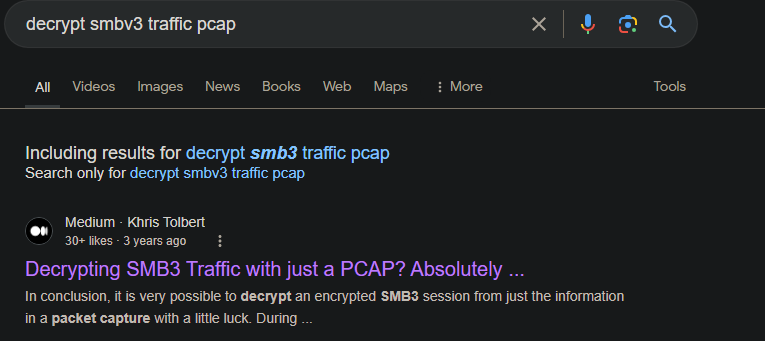 decrypt smbv3 traffic pcap
All Videos Images News Books Web Maps More Tools
Including results for decrypt smb3 traffic pcap
Search only for decrypt smbv3 traffic pcap
Medium · Khris Tolbert
30+ likes · 3 years ago
Decrypting SMB3 Traffic with just a PCAP? Absolutely ...
In conclusion, it is very possible to decrypt an encrypted SMB3 session from just the information
in a packet capture with a little luck. During ...